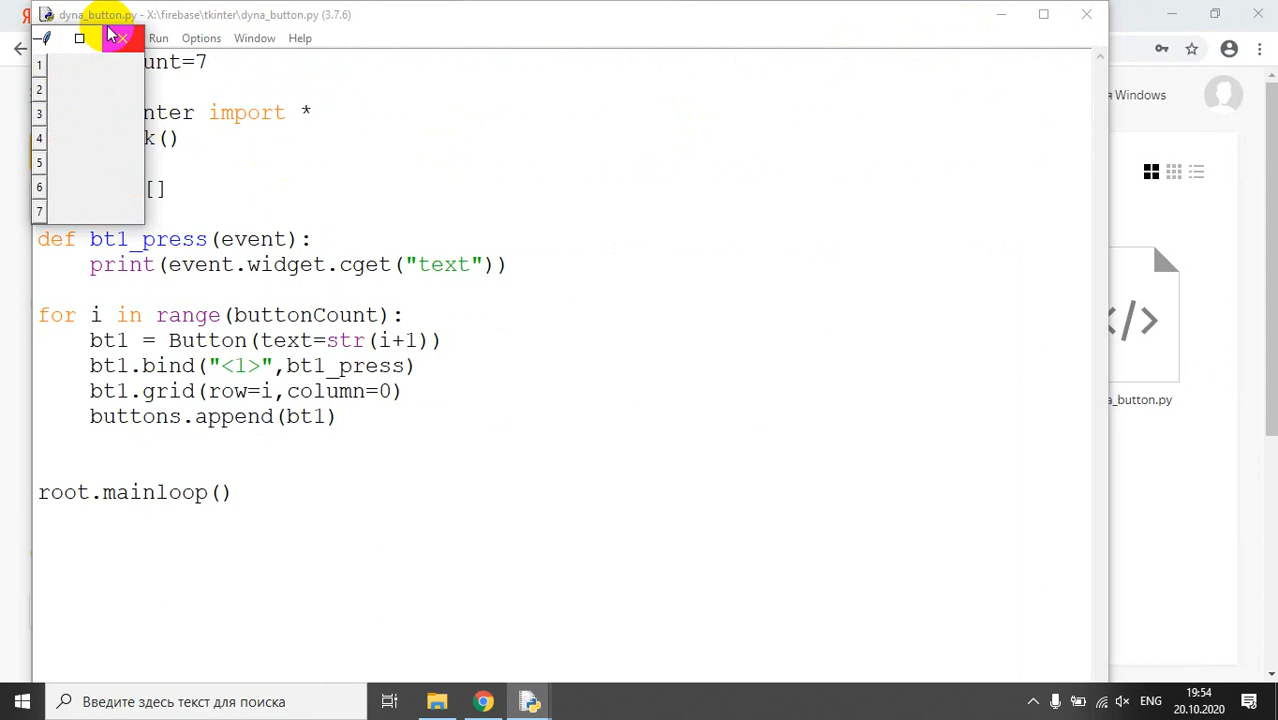 dyna_button.py - X:\firebase\tkinter\dyna_button.py (3.7.6)
Run Options Window Help
1
2
3
4
5
6
7
unt=7
nter import *
k()
[]
def bt1_press(event):
print(event.widget.cget("text"))
for i in range(buttonCount):
bt1 = Button(text=str(i+1))
bt1.bind("<1>",bt1_press)
bt1.grid(row=i,column=0)
buttons.append(bt1)
root.mainloop()
Windows
</>
a_button.py
Введите здесь текст для поиска
ENG
19:54
20.10.2020